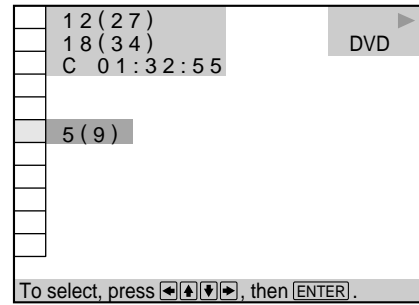 12(27)
18(34)
DVD
C 01:32:55
5(9)
To select, press ←↑↓→, then ENTER.